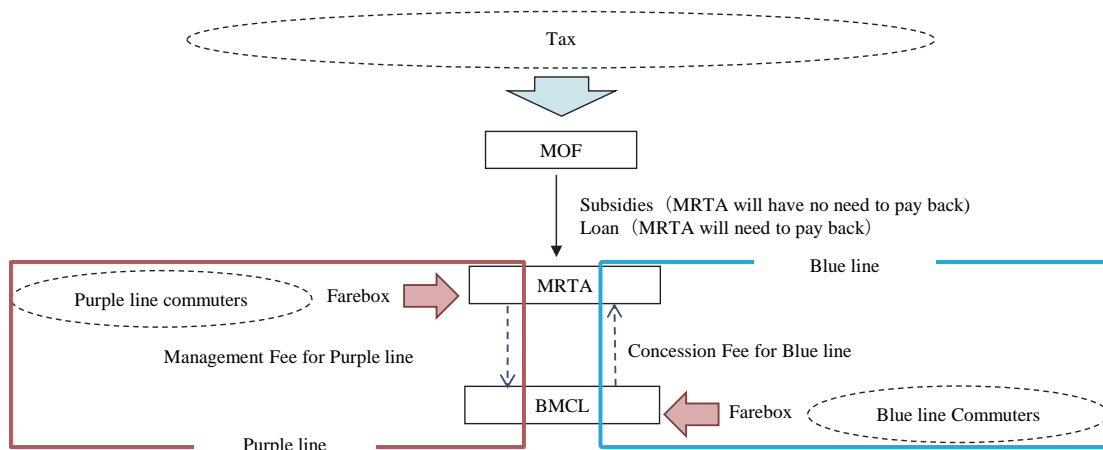 Tax
MOF
Subsidies（MRTA will have no need to pay back)
Loan（MRTA will need to pay back）
Blue line
MRTA
Purple line commuters
Farebox
Management Fee for Purple line
Concession Fee for Blue line
BMCL
Farebox
Blue line Commuters
Purple line